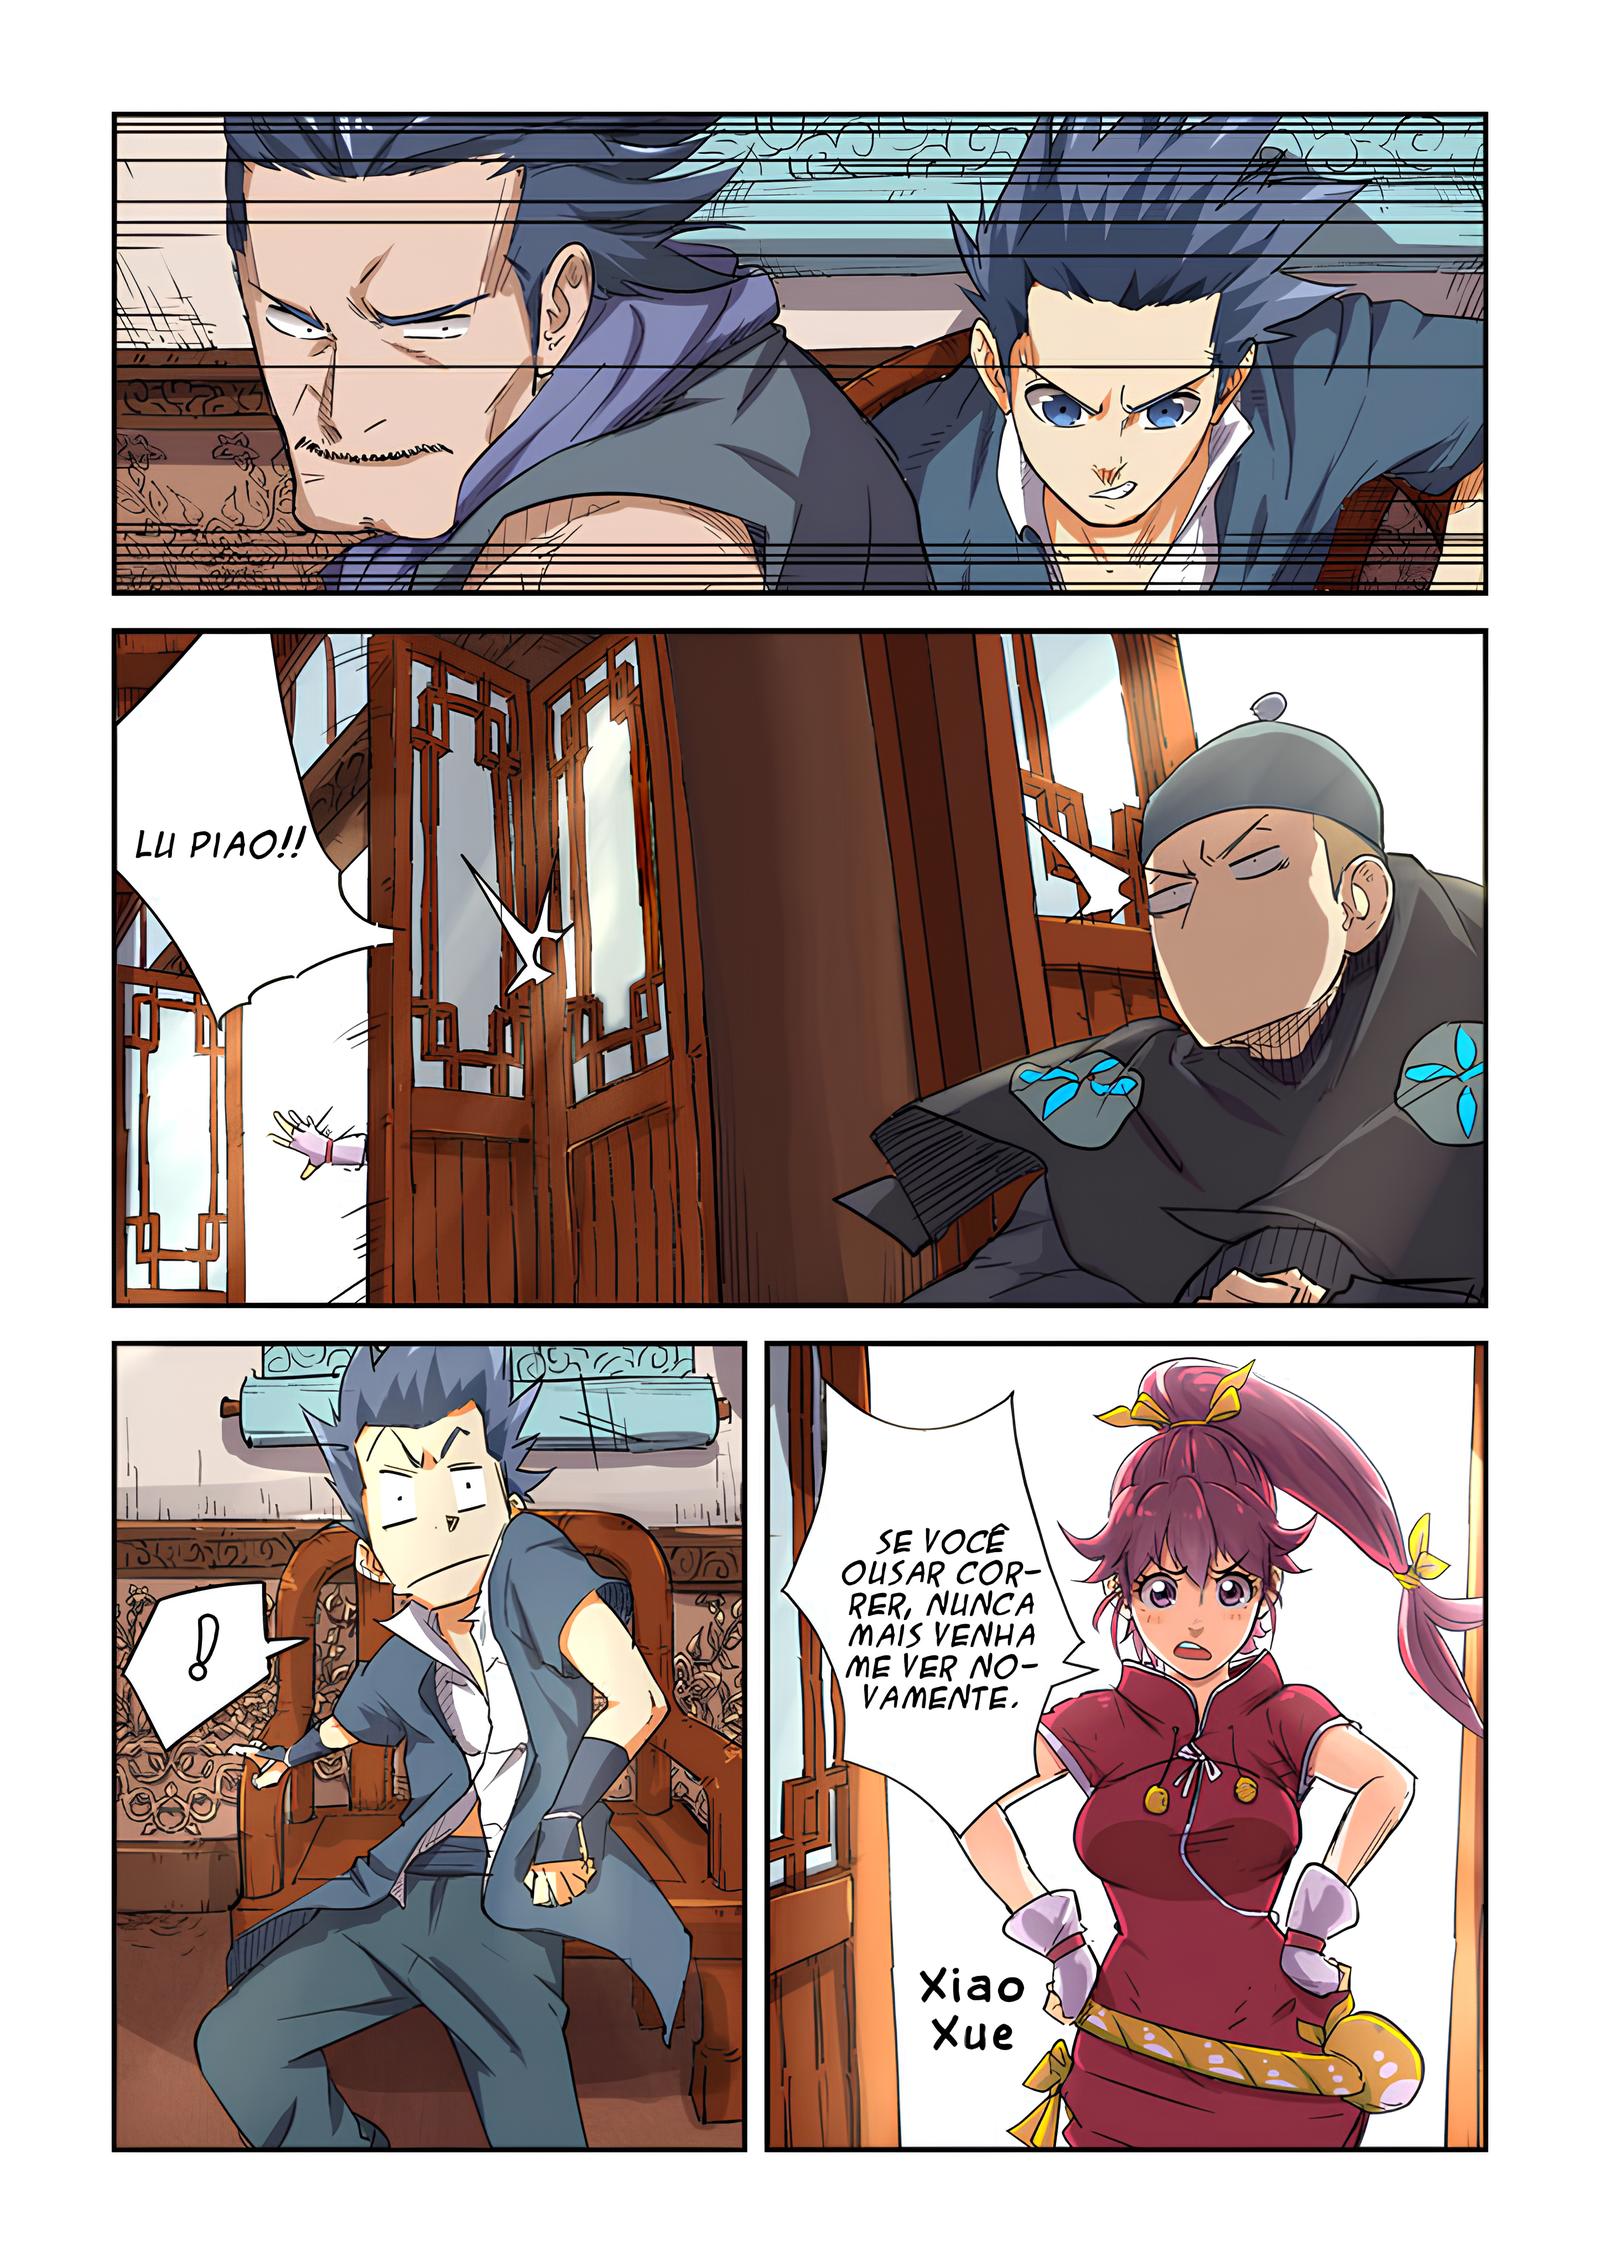 LU PIAO!!
!
SE VOCÊ
OUSAR COR-
RER, NUNCA
MAIS VENHA
ME VER NO-
VAMENTE.
Xiao
Xue